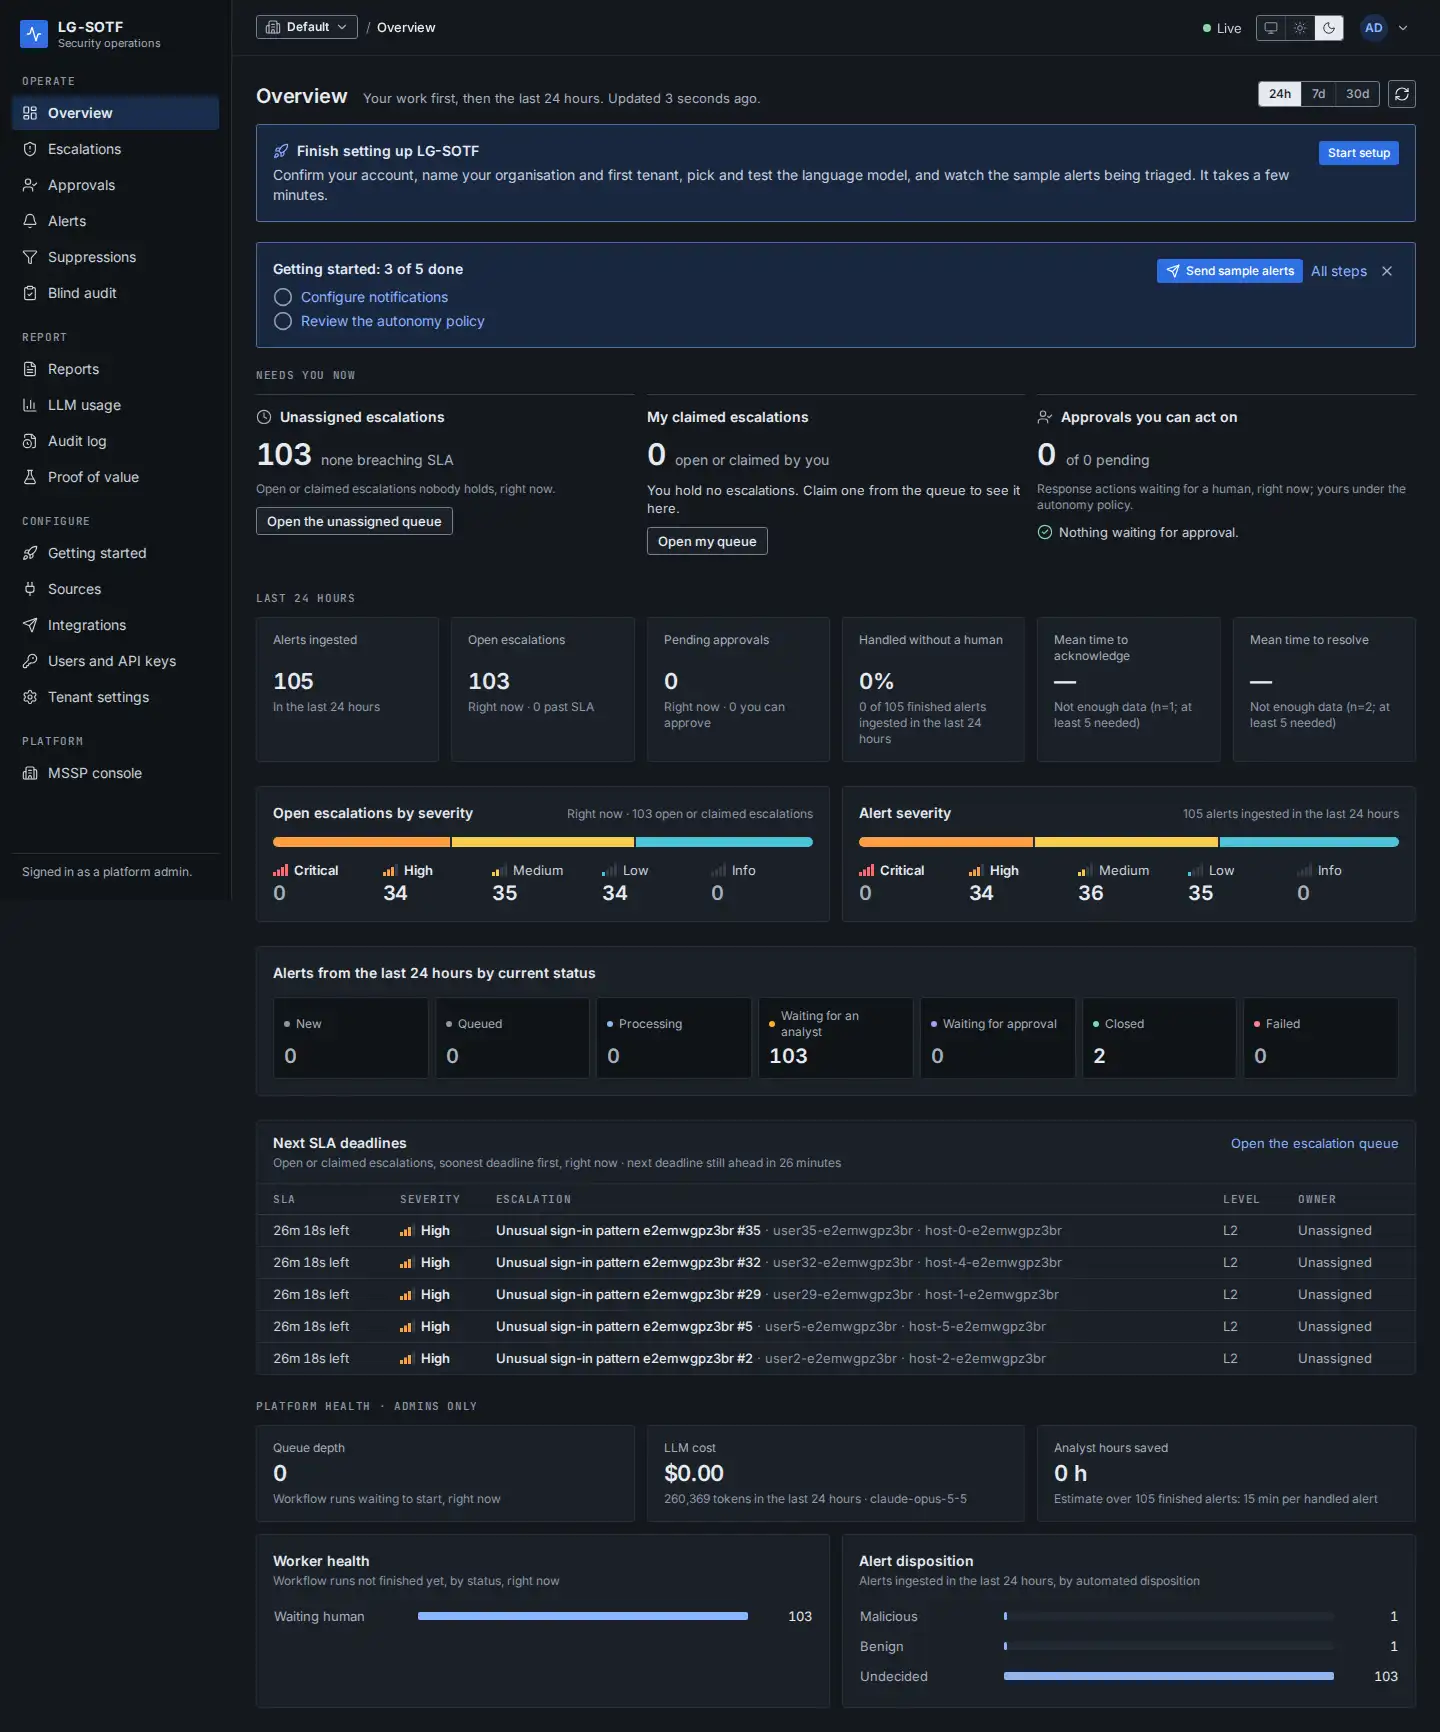 LG-SOTF
Security operations
OPERATE
Overview
Escalations
Approvals
Alerts
Suppressions
Blind audit
REPORT
Reports
LLM usage
Audit log
Proof of value
CONFIGURE
Getting started
Sources
Integrations
Users and API keys
Tenant settings
PLATFORM
MSSP console
Signed in as a platform admin.
Default / Overview
Live
AD
Overview Your work first, then the last 24 hours. Updated 3 seconds ago.
24h 7d 30d
Finish setting up LG-SOTF
Start setup
Confirm your account, name your organisation and first tenant, pick and test the language model, and watch the sample alerts being triaged. It takes a few
minutes.
Getting started: 3 of 5 done
Send sample alerts All steps
Configure notifications
Review the autonomy policy
NEEDS YOU NOW
Unassigned escalations
103 none breaching SLA
Open or claimed escalations nobody holds, right now.
Open the unassigned queue
My claimed escalations
0 open or claimed by you
You hold no escalations. Claim one from the queue to see it
here.
Open my queue
Approvals you can act on
0 of 0 pending
Response actions waiting for a human, right now; yours under the
autonomy policy.
Nothing waiting for approval.
LAST 24 HOURS
Alerts ingested
105
In the last 24 hours
Open escalations
103
Right now · 0 past SLA
Pending approvals
0
Right now · 0 you can
approve
Handled without a human
0%
0 of 105 finished alerts
ingested in the last 24
hours
Mean time to
acknowledge
—
Not enough data (n=1; at
least 5 needed)
Mean time to resolve
—
Not enough data (n=2; at
least 5 needed)
Open escalations by severity
Right now · 103 open or claimed escalations
Critical High Medium Low Info
0 34 35 34 0
Alert severity
105 alerts ingested in the last 24 hours
Critical High Medium Low Info
0 34 36 35 0
Alerts from the last 24 hours by current status
New
0
Queued
0
Processing
0
Waiting for an
analyst
103
Waiting for approval
0
Closed
2
Failed
0
Next SLA deadlines
Open the escalation queue
Open or claimed escalations, soonest deadline first, right now · next deadline still ahead in 26 minutes
SLA SEVERITY ESCALATION LEVEL OWNER
26m 18s left High Unusual sign-in pattern e2emwgpz3br #35 · user35-e2emwgpz3br · host-0-e2emwgpz3br L2 Unassigned
26m 18s left High Unusual sign-in pattern e2emwgpz3br #32 · user32-e2emwgpz3br · host-4-e2emwgpz3br L2 Unassigned
26m 18s left High Unusual sign-in pattern e2emwgpz3br #29 · user29-e2emwgpz3br · host-1-e2emwgpz3br L2 Unassigned
26m 18s left High Unusual sign-in pattern e2emwgpz3br #5 · user5-e2emwgpz3br · host-5-e2emwgpz3br L2 Unassigned
26m 18s left High Unusual sign-in pattern e2emwgpz3br #2 · user2-e2emwgpz3br · host-2-e2emwgpz3br L2 Unassigned
PLATFORM HEALTH · ADMINS ONLY
Queue depth
0
Workflow runs waiting to start, right now
LLM cost
$0.00
260,369 tokens in the last 24 hours · claude-opus-5-5
Analyst hours saved
0 h
Estimate over 105 finished alerts: 15 min per handled alert
Worker health
Workflow runs not finished yet, by status, right now
Waiting human 103
Alert disposition
Alerts ingested in the last 24 hours, by automated disposition
Malicious 1
Benign 1
Undecided 103